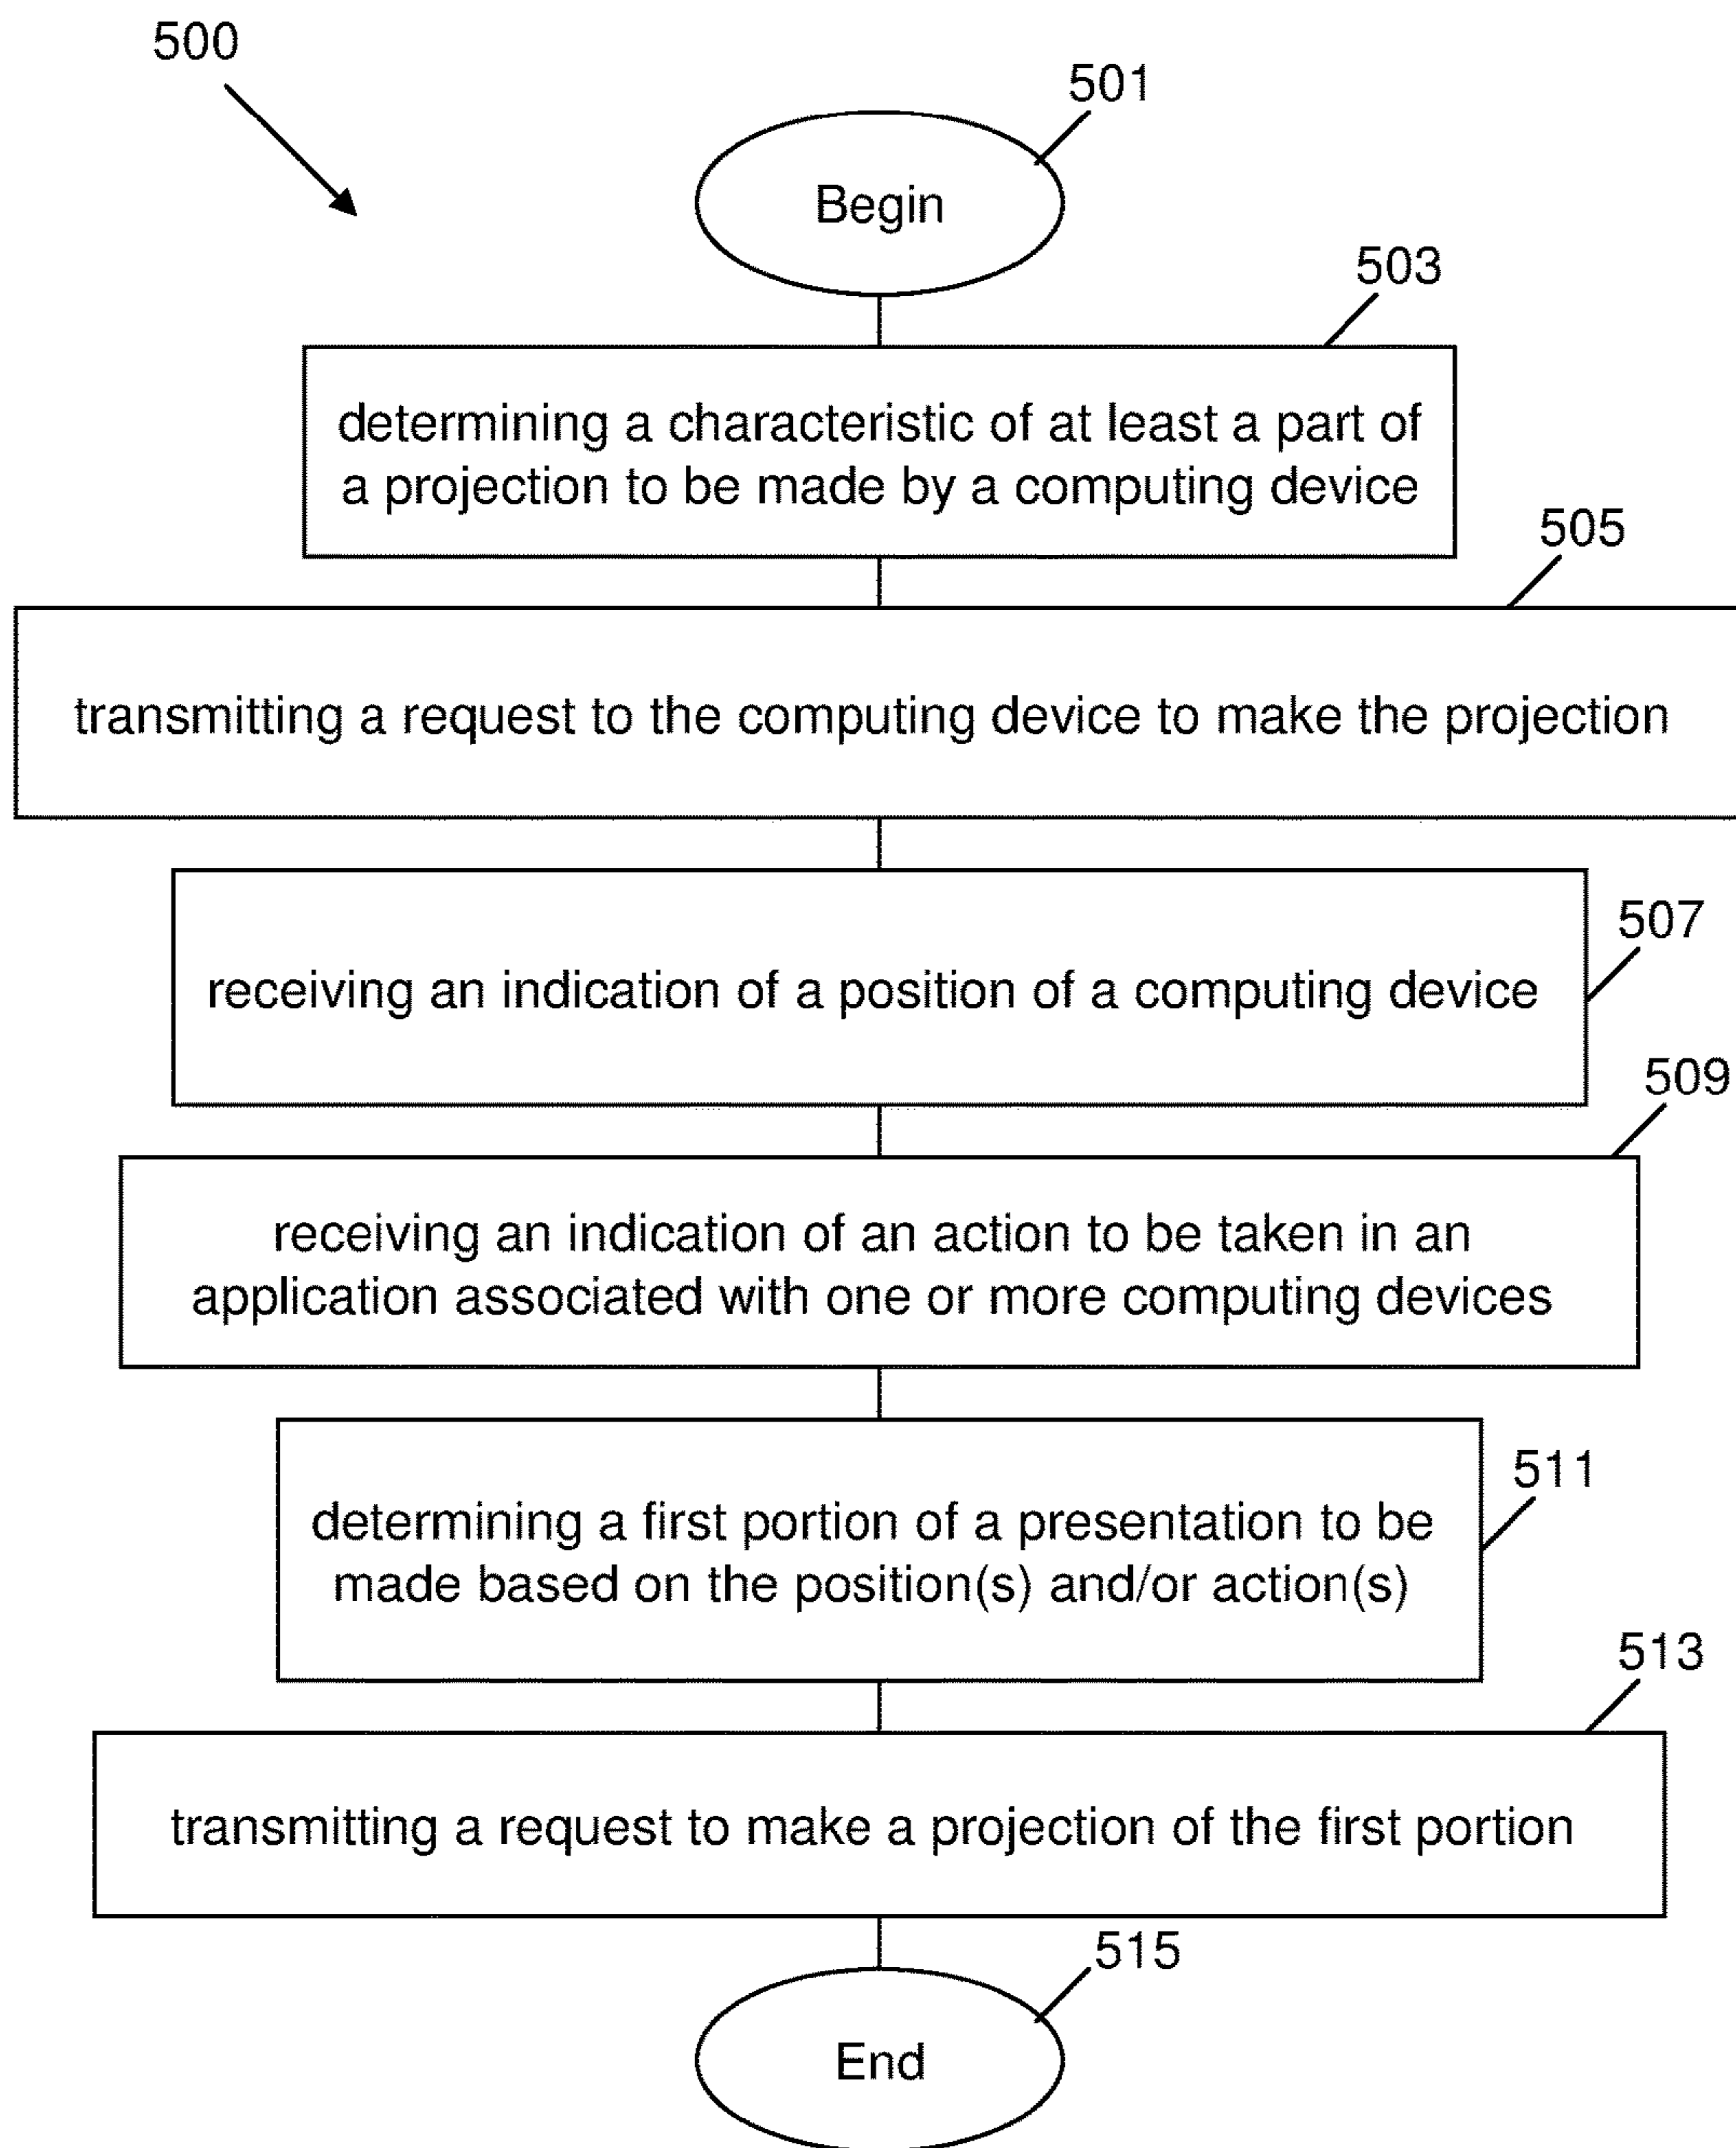 500
501
Begin
503
determining a characteristic of at least a part of
a projection to be made by a computing device
505
transmitting a request to the computing device to make the projection
507
receiving an indication of a position of a computing device
509
receiving an indication of an action to be taken in an
application associated with one or more computing devices
511
determining a first portion of a presentation to be
made based on the position(s) and/or action(s)
513
transmitting a request to make a projection of the first portion
515
End